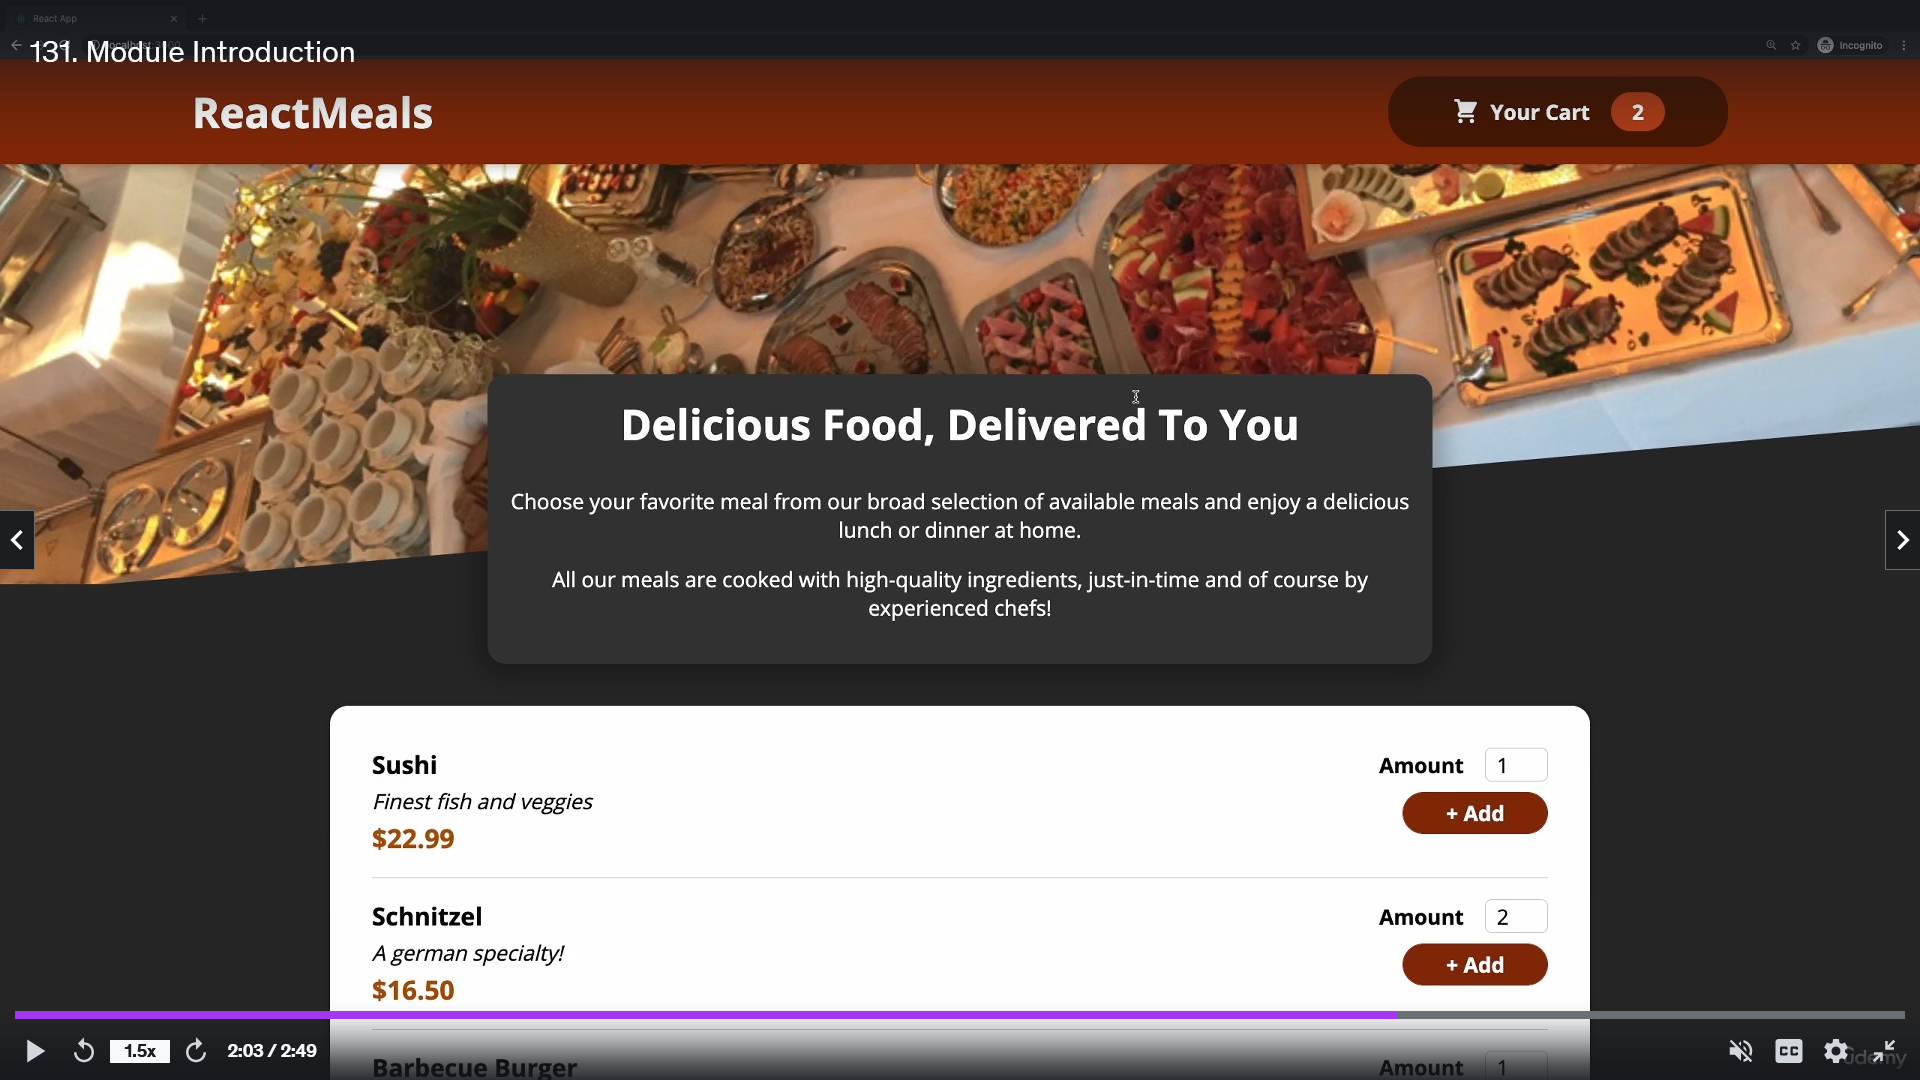 React App
131. Module Introduction
Incognito
ReactMeals
Your Cart 2
Delicious Food, Delivered To You
Choose your favorite meal from our broad selection of available meals and enjoy a delicious
lunch or dinner at home.
All our meals are cooked with high-quality ingredients, just-in-time and of course by
experienced chefs!
Sushi
Amount 1
Finest fish and veggies
+ Add
$22.99
Schnitzel
Amount 2
A german specialty!
+ Add
$16.50
Barbecue Burger
Amount 1
1.5x
2:03 / 2:49
CC
udemy